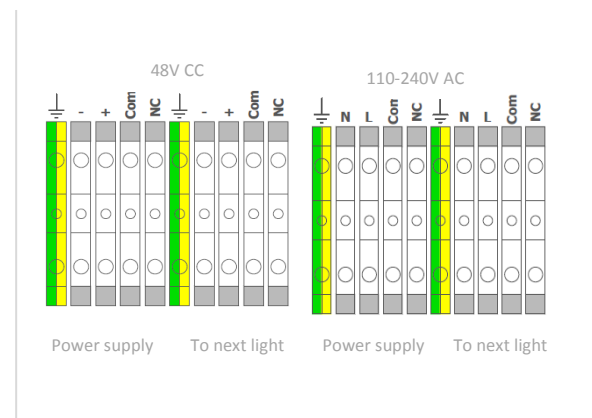 48V CC
- + Com NC - + Com NC
Power supply To next light
110-240V AC
N L Com NC N L Com NC
Power supply To next light